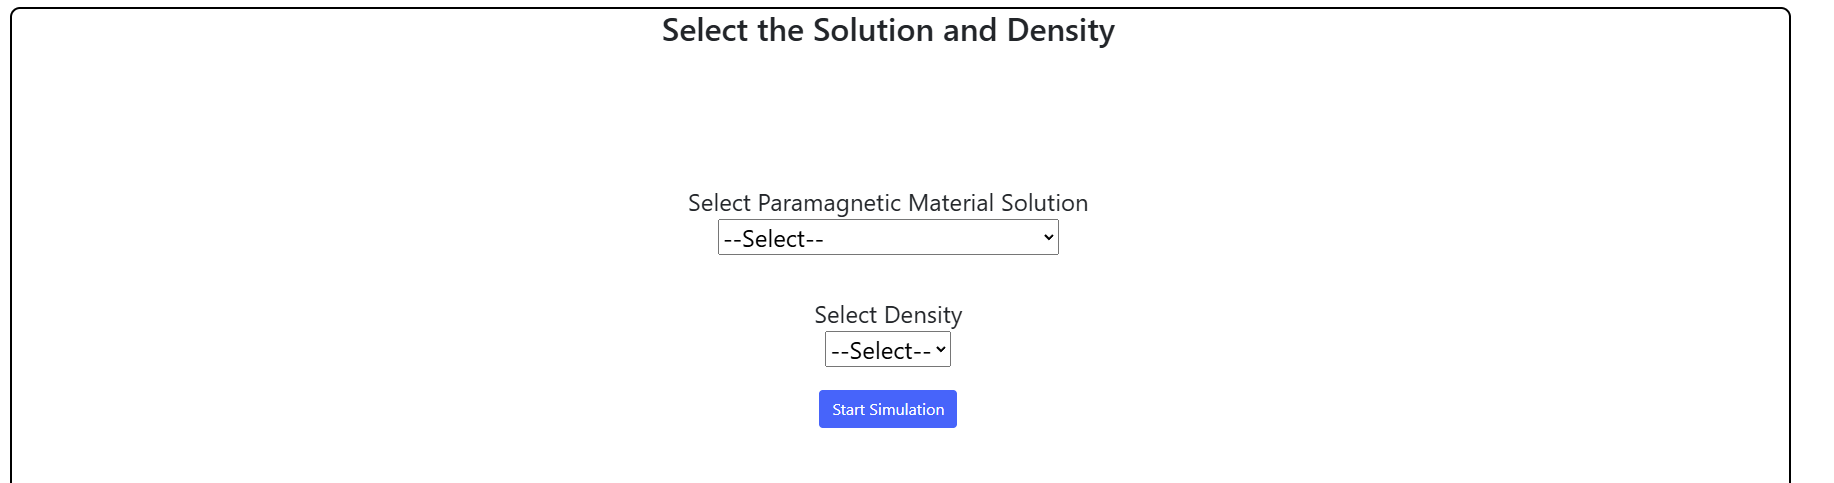 Select the Solution and Density
Select Paramagnetic Material Solution
--Select--
Select Density
--Select--
Start Simulation